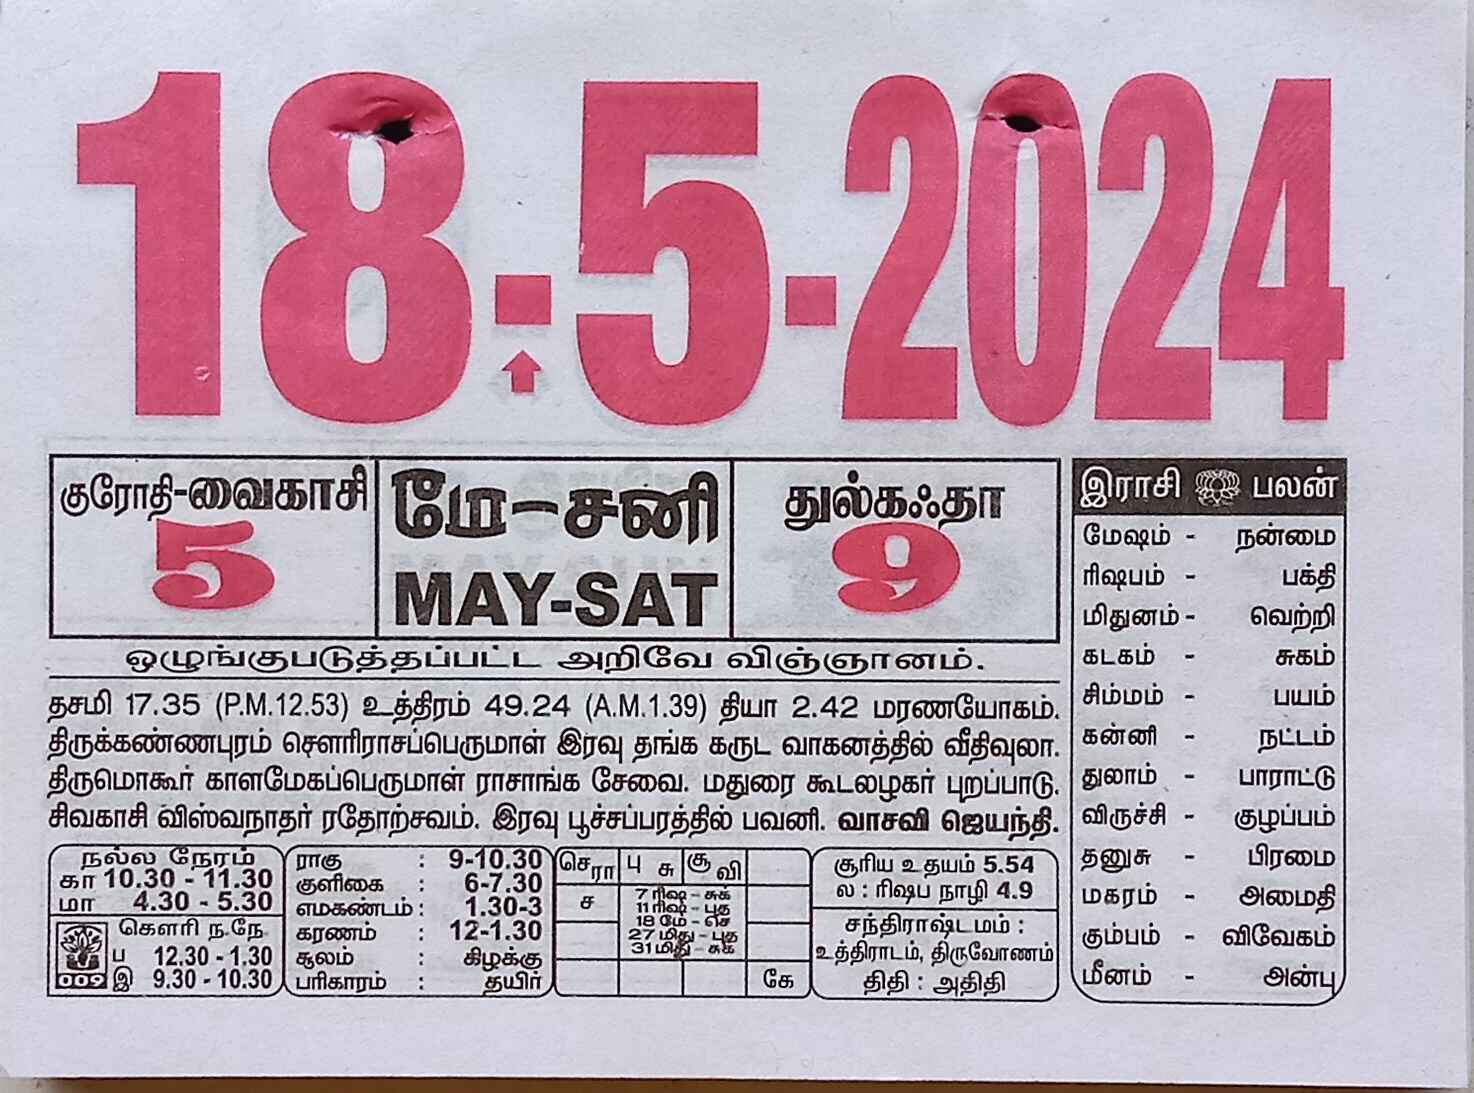 18-5-2024
குரோதி-வைகாசி
5
மே-சனி
MAY-SAT
துல்கஃதா
9
ஒழுங்குபடுத்தப்பட்ட அறிவே விஞ்ஞானம்.
தசமி 17.35 (P.M.12.53) உத்திரம் 49.24 (A.M.1.39) தியா 2.42 மரணயோகம்.
திருக்கண்ணபுரம் சௌரிராசப்பெருமாள் இரவு தங்க கருட வாகனத்தில் வீதிவுலா.
திருமொகூர் காளமேகப்பெருமாள் ராசாங்க சேவை. மதுரை கூடலழகர் புறப்பாடு.
சிவகாசி விஸ்வநாதர் ரதோற்சவம். இரவு பூச்சப்பரத்தில் பவனி. வாசவி ஜெயந்தி.
நல்ல நேரம்
கா 10.30 - 11.30
மா 4.30 - 5.30
கௌரி ந.நே
ப 12.30 - 1.30
இ 9.30 - 10.30
009
ராகு : 9-10.30
குளிகை : 6-7.30
எமகண்டம் : 1.30-3
கரணம் : 12-1.30
சூலம் : கிழக்கு
பரிகாரம் : தயிர்
செ ரா பு சு சூ வி
ச
7 ரிஷ - சுக்
11 ரிஷ - புத
18 மே - செ
27 மிது - புத
31 மிது - சுக்
கே
சூரிய உதயம் 5.54
ல : ரிஷப நாழி 4.9
சந்திராஷ்டமம் :
உத்திராடம், திருவோணம்
திதி : அதிதி
இராசி பலன்
மேஷம் - நன்மை
ரிஷபம் - பக்தி
மிதுனம் - வெற்றி
கடகம் - சுகம்
சிம்மம் - பயம்
கன்னி - நட்டம்
துலாம் - பாராட்டு
விருச்சி - குழப்பம்
தனுசு - பிரமை
மகரம் - அமைதி
கும்பம் - விவேகம்
மீனம் - அன்பு